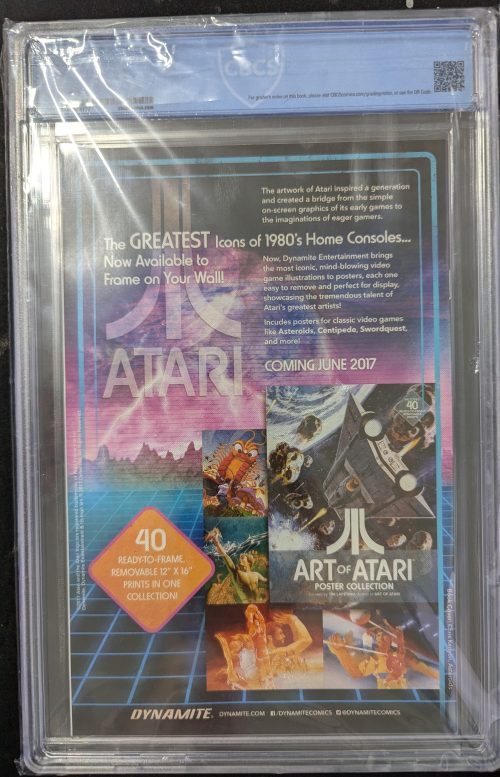 CBCS
For grader's notes on this book, please visit CBCScomics.com/gradingnotes, or use the QR Code.
The artwork of Atari inspired a generation
and created a bridge from the simple
on-screen graphics of its early games to
the imaginations of eager gamers.
The GREATEST Icons of 1980's Home Consoles...
Now Available to
Frame on Your Wall!
Now, Dynamite Entertainment brings
the most iconic, mind-blowing video
game illustrations to posters, each one
easy to remove and perfect for display,
showcasing the tremendous talent of
Atari's greatest artists!
Includes posters for classic video games
like Asteroids, Centipede, Swordquest,
and more!
ATARI
COMING JUNE 2017
40
40
READY-TO-FRAME,
REMOVABLE 12" X 16"
PRINTS IN ONE
COLLECTION!
ART OF ATARI
POSTER COLLECTION
DYNAMITE
DYNAMITE.COM /DYNAMITECOMICS @DYNAMITECOMICS